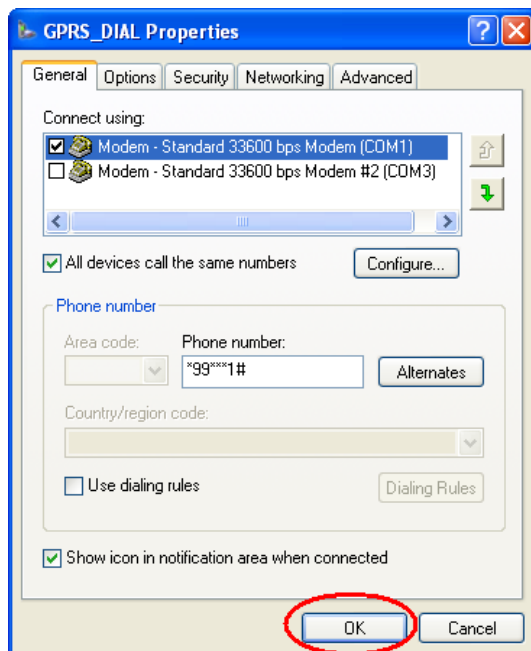 GPRS_DIAL Properties
General Options Security Networking Advanced
Connect using:
Modem - Standard 33600 bps Modem (COM1)
Modem - Standard 33600 bps Modem #2 (COM3)
All devices call the same numbers
Configure...
Phone number
Area code: Phone number:
*99***1#
Alternates
Country/region code:
Use dialing rules
Dialing Rules
Show icon in notification area when connected
OK Cancel